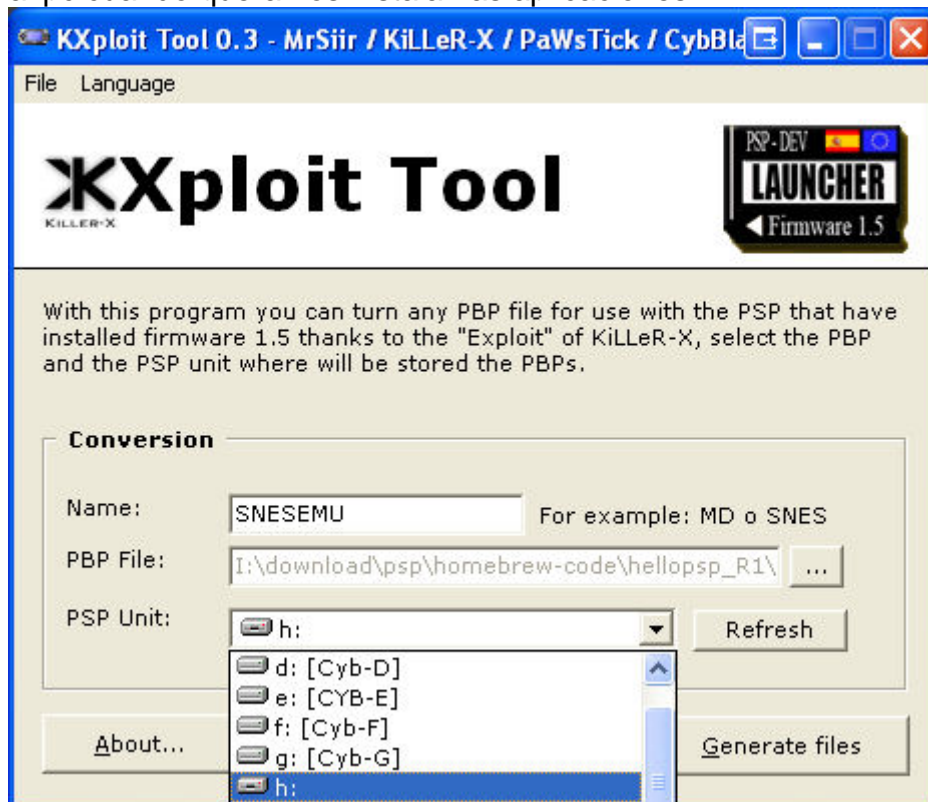 KXploit Tool 0.3 - MrSiir / KiLLeR-X / PaWsTick / CybBla
File Language
KXploit Tool
KILLER-X
PSP-DEV
LAUNCHER
Firmware 1.5
With this program you can turn any PBP file for use with the PSP that have
installed firmware 1.5 thanks to the "Exploit" of KiLLeR-X, select the PBP
and the PSP unit where will be stored the PBPs.
Conversion
Name: SNESEMU For example: MD o SNES
PBP File: I:\download\psp\homebrew-code\hellopsp_R1\ ...
PSP Unit: h: Refresh
d: [Cyb-D]
e: [CYB-E]
f: [Cyb-F]
g: [Cyb-G]
h:
About... Generate files